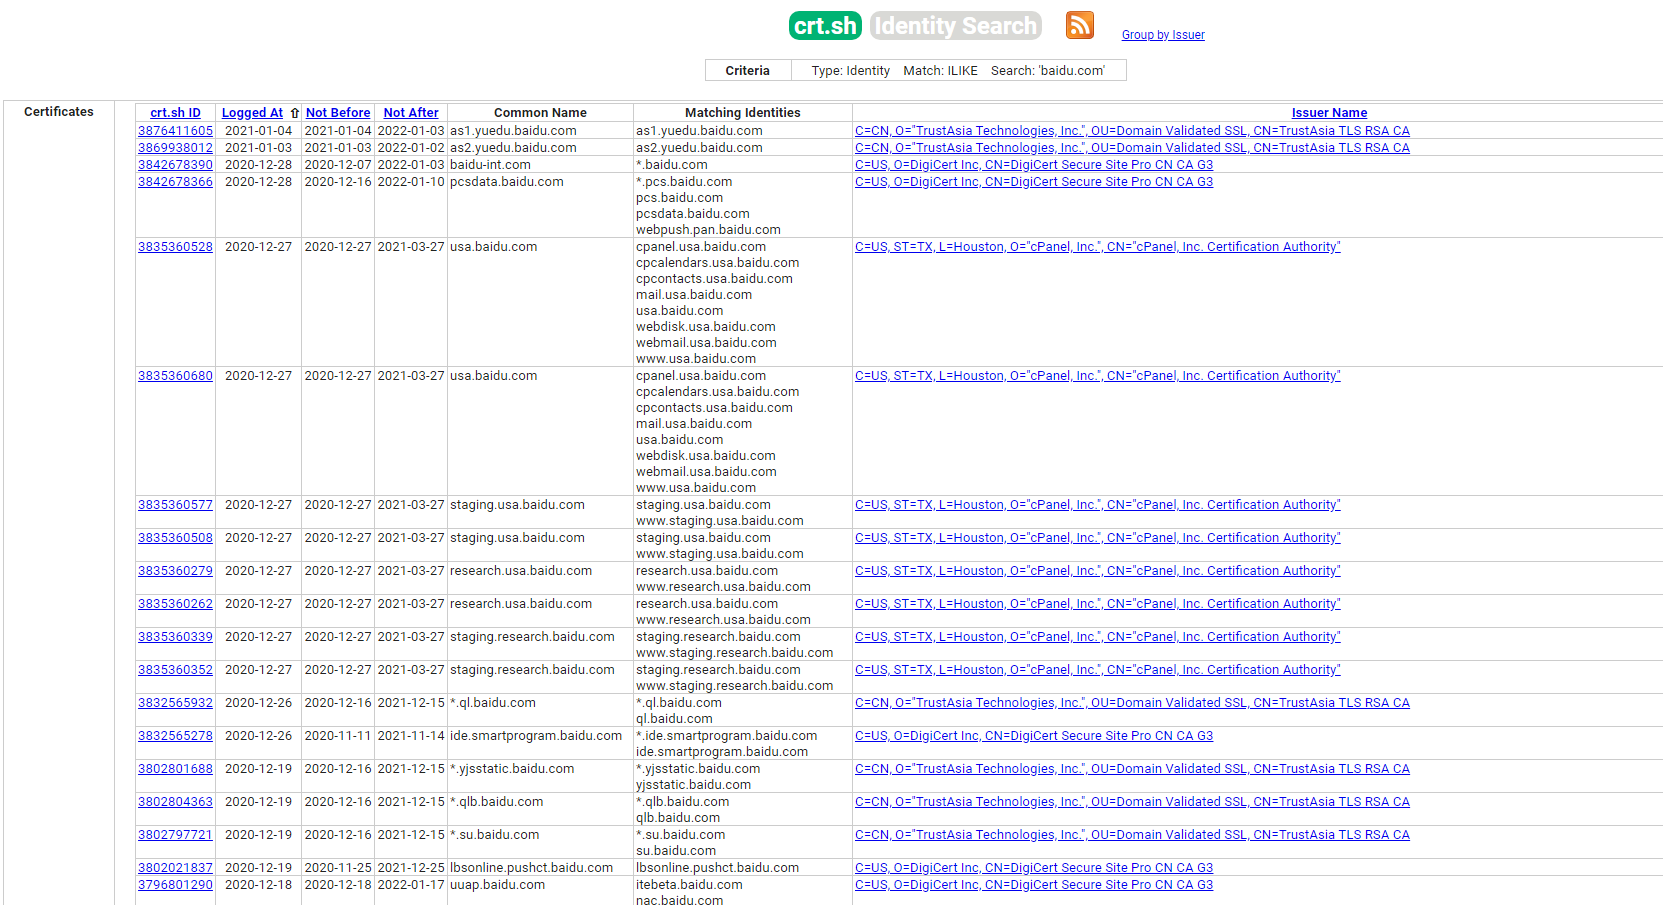 crt.sh Identity Search Group by Issuer
Criteria Type: Identity Match: ILIKE Search: 'baidu.com'
Certificates crt.sh ID Logged At ⇧ Not Before Not After Common Name Matching Identities Issuer Name
3876411605 2021-01-04 2021-01-04 2022-01-03 as1.yuedu.baidu.com as1.yuedu.baidu.com C=CN, O="TrustAsia Technologies, Inc.", OU=Domain Validated SSL, CN=TrustAsia TLS RSA CA
3869938012 2021-01-03 2021-01-03 2022-01-02 as2.yuedu.baidu.com as2.yuedu.baidu.com C=CN, O="TrustAsia Technologies, Inc.", OU=Domain Validated SSL, CN=TrustAsia TLS RSA CA
3842678390 2020-12-28 2020-12-07 2022-01-03 baidu-int.com *.baidu.com C=US, O=DigiCert Inc, CN=DigiCert Secure Site Pro CN CA G3
3842678366 2020-12-28 2020-12-16 2022-01-10 pcsdata.baidu.com *.pcs.baidu.com C=US, O=DigiCert Inc, CN=DigiCert Secure Site Pro CN CA G3
pcs.baidu.com
pcsdata.baidu.com
webpush.pan.baidu.com
3835360528 2020-12-27 2020-12-27 2021-03-27 usa.baidu.com cpanel.usa.baidu.com C=US, ST=TX, L=Houston, O="cPanel, Inc.", CN="cPanel, Inc. Certification Authority"
cpcalendars.usa.baidu.com
cpcontacts.usa.baidu.com
mail.usa.baidu.com
usa.baidu.com
webdisk.usa.baidu.com
webmail.usa.baidu.com
www.usa.baidu.com
3835360680 2020-12-27 2020-12-27 2021-03-27 usa.baidu.com cpanel.usa.baidu.com C=US, ST=TX, L=Houston, O="cPanel, Inc.", CN="cPanel, Inc. Certification Authority"
cpcalendars.usa.baidu.com
cpcontacts.usa.baidu.com
mail.usa.baidu.com
usa.baidu.com
webdisk.usa.baidu.com
webmail.usa.baidu.com
www.usa.baidu.com
3835360577 2020-12-27 2020-12-27 2021-03-27 staging.usa.baidu.com staging.usa.baidu.com C=US, ST=TX, L=Houston, O="cPanel, Inc.", CN="cPanel, Inc. Certification Authority"
www.staging.usa.baidu.com
3835360508 2020-12-27 2020-12-27 2021-03-27 staging.usa.baidu.com staging.usa.baidu.com C=US, ST=TX, L=Houston, O="cPanel, Inc.", CN="cPanel, Inc. Certification Authority"
www.staging.usa.baidu.com
3835360279 2020-12-27 2020-12-27 2021-03-27 research.usa.baidu.com research.usa.baidu.com C=US, ST=TX, L=Houston, O="cPanel, Inc.", CN="cPanel, Inc. Certification Authority"
www.research.usa.baidu.com
3835360262 2020-12-27 2020-12-27 2021-03-27 research.usa.baidu.com research.usa.baidu.com C=US, ST=TX, L=Houston, O="cPanel, Inc.", CN="cPanel, Inc. Certification Authority"
www.research.usa.baidu.com
3835360339 2020-12-27 2020-12-27 2021-03-27 staging.research.baidu.com staging.research.baidu.com C=US, ST=TX, L=Houston, O="cPanel, Inc.", CN="cPanel, Inc. Certification Authority"
www.staging.research.baidu.com
3835360352 2020-12-27 2020-12-27 2021-03-27 staging.research.baidu.com staging.research.baidu.com C=US, ST=TX, L=Houston, O="cPanel, Inc.", CN="cPanel, Inc. Certification Authority"
www.staging.research.baidu.com
3832565932 2020-12-26 2020-12-16 2021-12-15 *.ql.baidu.com *.ql.baidu.com C=CN, O="TrustAsia Technologies, Inc.", OU=Domain Validated SSL, CN=TrustAsia TLS RSA CA
ql.baidu.com
3832565278 2020-12-26 2020-11-11 2021-11-14 ide.smartprogram.baidu.com *.ide.smartprogram.baidu.com C=US, O=DigiCert Inc, CN=DigiCert Secure Site Pro CN CA G3
ide.smartprogram.baidu.com
3802801688 2020-12-19 2020-12-16 2021-12-15 *.yjsstatic.baidu.com *.yjsstatic.baidu.com C=CN, O="TrustAsia Technologies, Inc.", OU=Domain Validated SSL, CN=TrustAsia TLS RSA CA
yjsstatic.baidu.com
3802804363 2020-12-19 2020-12-16 2021-12-15 *.qlb.baidu.com *.qlb.baidu.com C=CN, O="TrustAsia Technologies, Inc.", OU=Domain Validated SSL, CN=TrustAsia TLS RSA CA
qlb.baidu.com
3802797721 2020-12-19 2020-12-16 2021-12-15 *.su.baidu.com *.su.baidu.com C=CN, O="TrustAsia Technologies, Inc.", OU=Domain Validated SSL, CN=TrustAsia TLS RSA CA
su.baidu.com
3802021837 2020-12-19 2020-11-25 2021-12-25 lbsonline.pushct.baidu.com lbsonline.pushct.baidu.com C=US, O=DigiCert Inc, CN=DigiCert Secure Site Pro CN CA G3
3796801290 2020-12-18 2020-12-18 2022-01-17 uuap.baidu.com itebeta.baidu.com C=US, O=DigiCert Inc, CN=DigiCert Secure Site Pro CN CA G3
nac.baidu.com